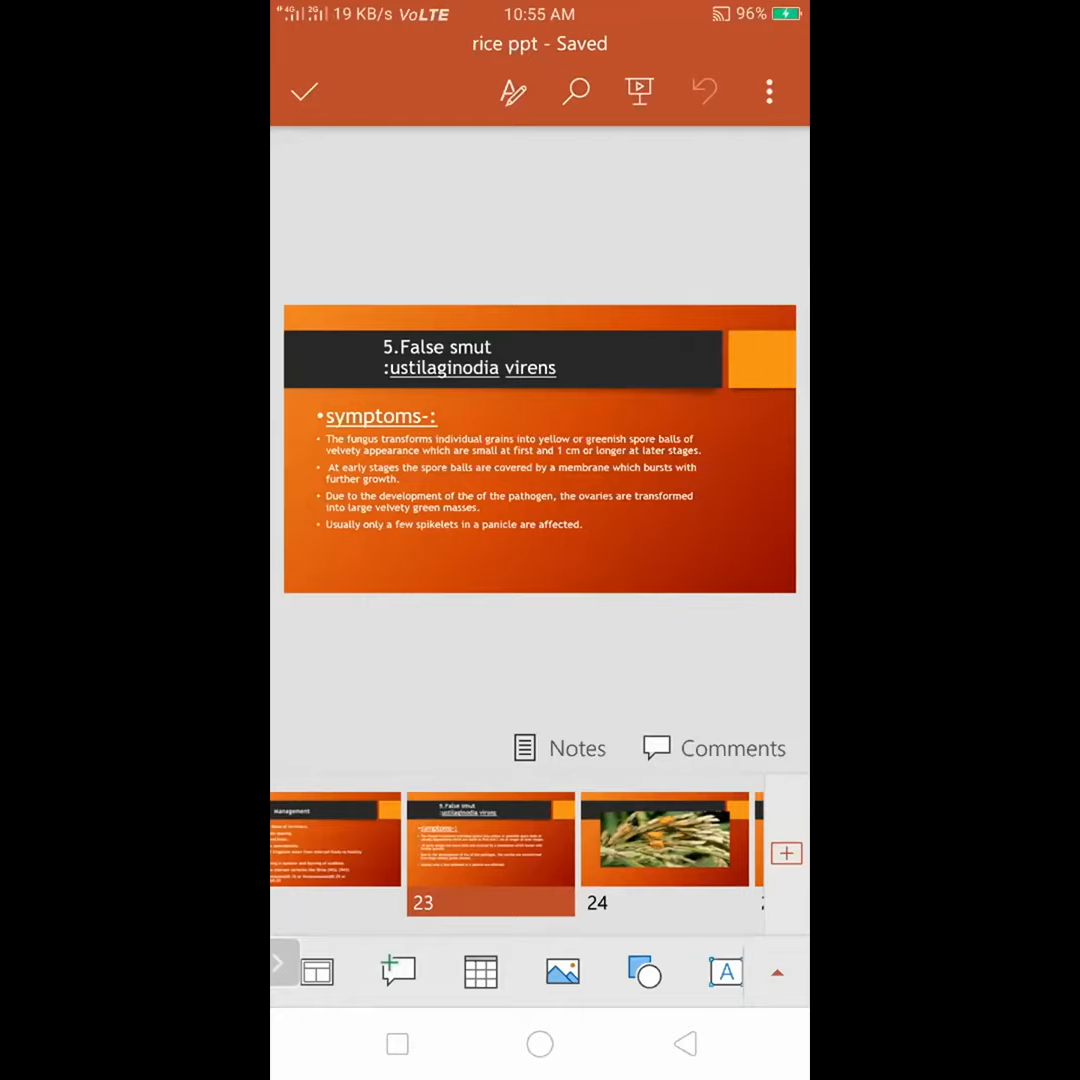 4G 2G 19 KB/s VoLTE 10:55 AM 96%
rice ppt - Saved
5.False smut
:ustilaginodia virens
•symptoms-:
• The fungus transforms individual grains into yellow or greenish spore balls of
velvety appearance which are small at first and 1 cm or longer at later stages.
• At early stages the spore balls are covered by a membrane which bursts with
further growth.
• Due to the development of the of the pathogen, the ovaries are transformed
into large velvety green masses.
• Usually only a few spikelets in a panicle are affected.
Notes Comments
Management
5.False smut
:ustilaginodia virens
•symptoms-:
23
24
A